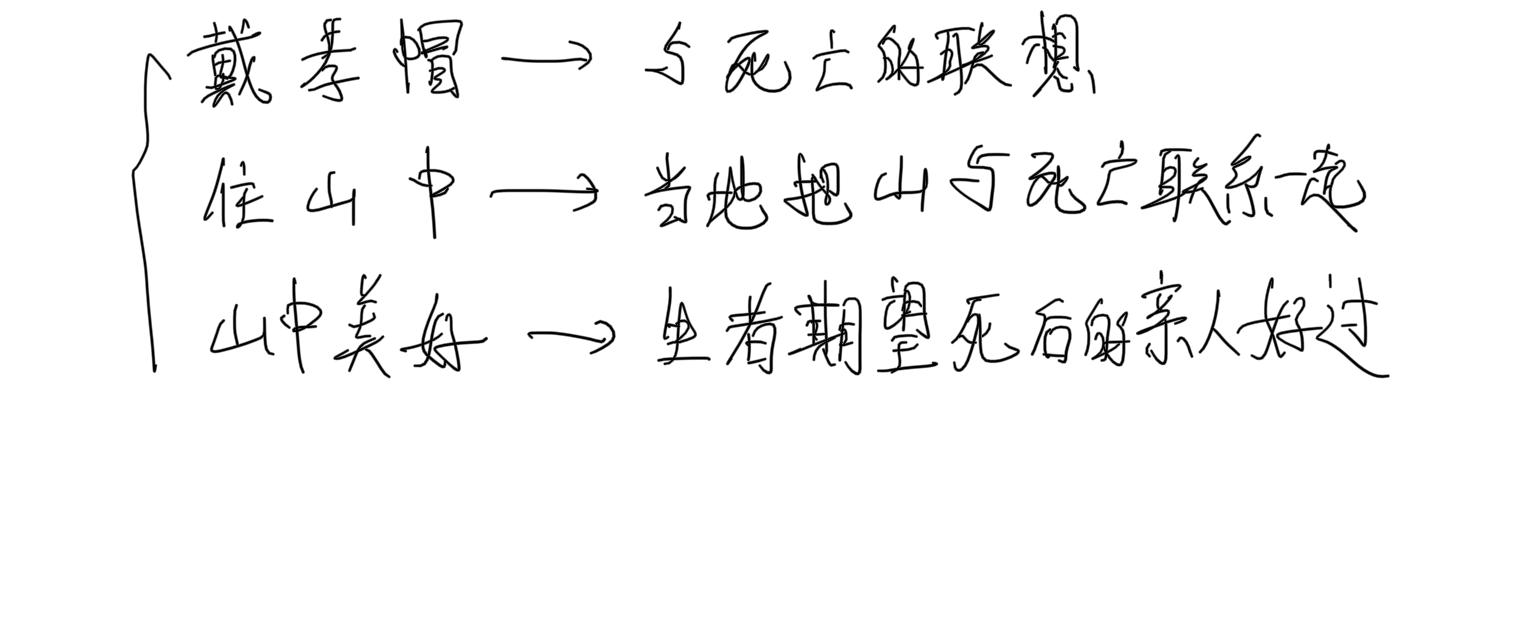 戴孝帽 → 与死亡的联想
住山中 → 当地把山与死亡联系一起
山中美好 → 生者期望死后的亲人好过